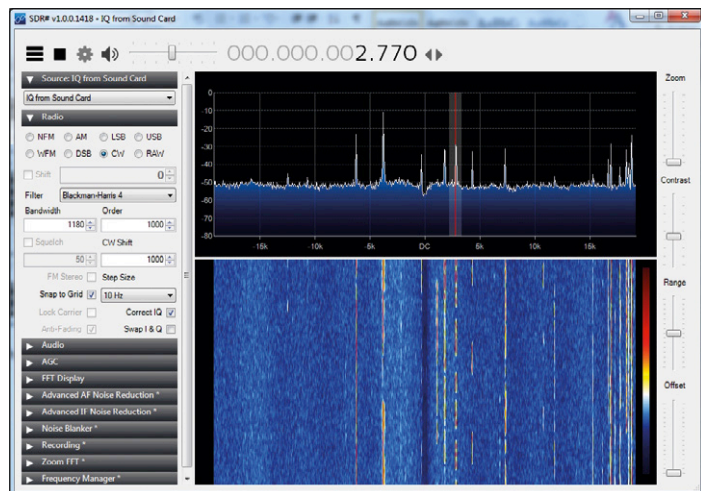 SDR# v1.0.0.1418 - IQ from Sound Card
000.000.002.770
Source: IQ from Sound Card
IQ from Sound Card
Radio
NFM AM LSB USB
WFM DSB CW RAW
Shift 0
Filter Blackman-Harris 4
Bandwidth Order
1180 1000
Squelch CW Shift
50 1000
FM Stereo Step Size
Snap to Grid 10 Hz
Lock Carrier Correct IQ
Anti-Fading Swap I & Q
Audio
AGC
FFT Display
Advanced AF Noise Reduction *
Advanced IF Noise Reduction *
Noise Blanker *
Recording *
Zoom FFT *
Frequency Manager *
0
-10
-20
-30
-40
-50
-60
-70
-80
-15k -10k -5k DC 5k 10k 15k
Zoom
Contrast
Range
Offset